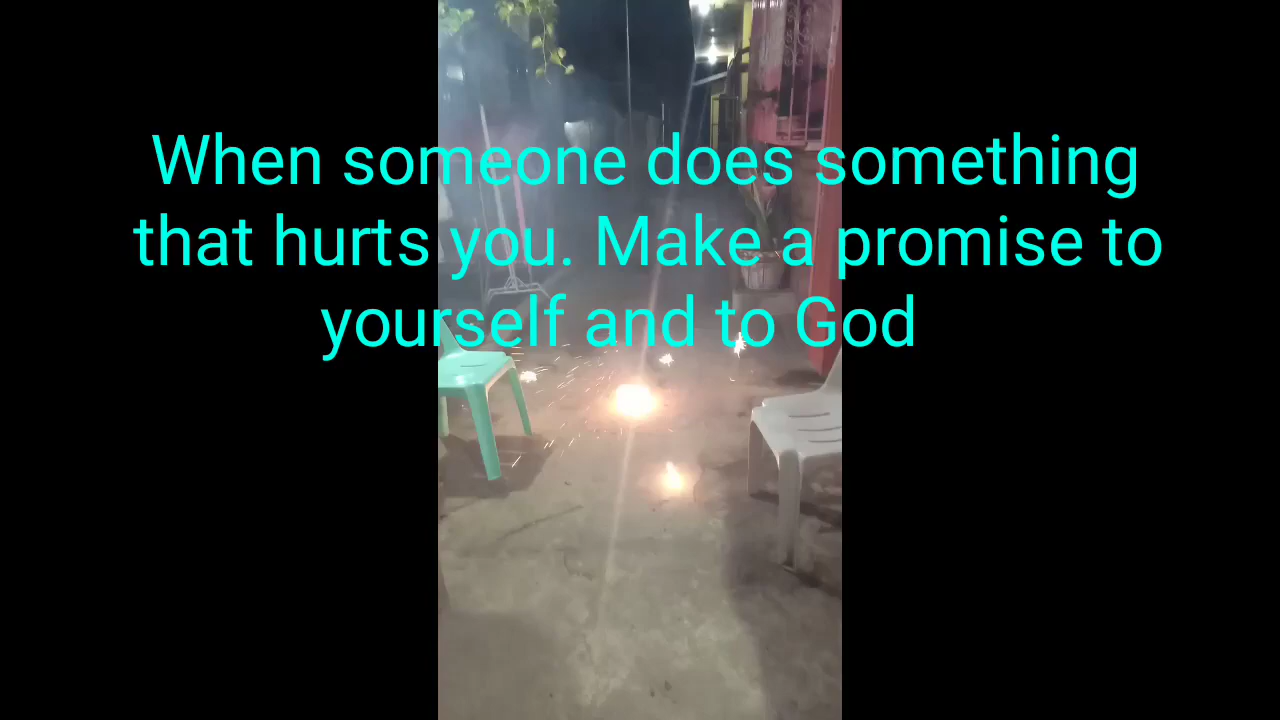 When someone does something
that hurts you. Make a promise to
yourself and to God